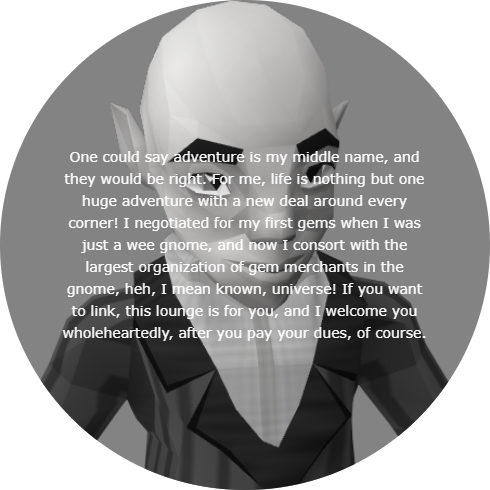 One could say adventure is my middle name, and
they would be right. For me, life is nothing but one
huge adventure with a new deal around every
corner! I negotiated for my first gems when I was
just a wee gnome, and now I consort with the
largest organization of gem merchants in the
gnome, heh, I mean known, universe! If you want
to link, this lounge is for you, and I welcome you
wholeheartedly, after you pay your dues, of course.